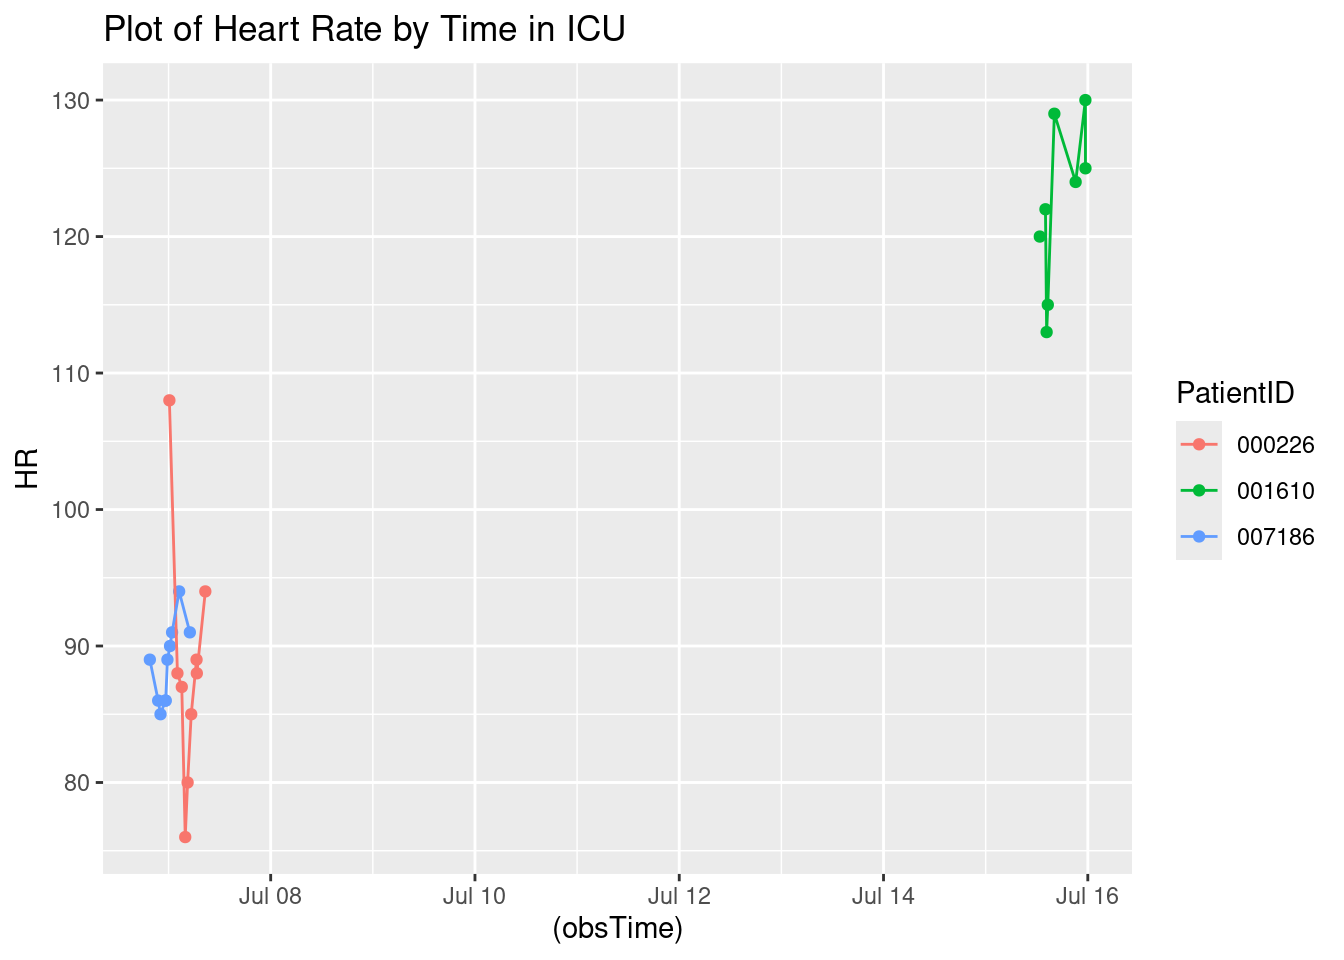 Plot of Heart Rate by Time in ICU
130
120
110
100
90
80
HR
Jul 08
Jul 10
Jul 12
Jul 14
Jul 16
(obsTime)
PatientID
000226
001610
007186